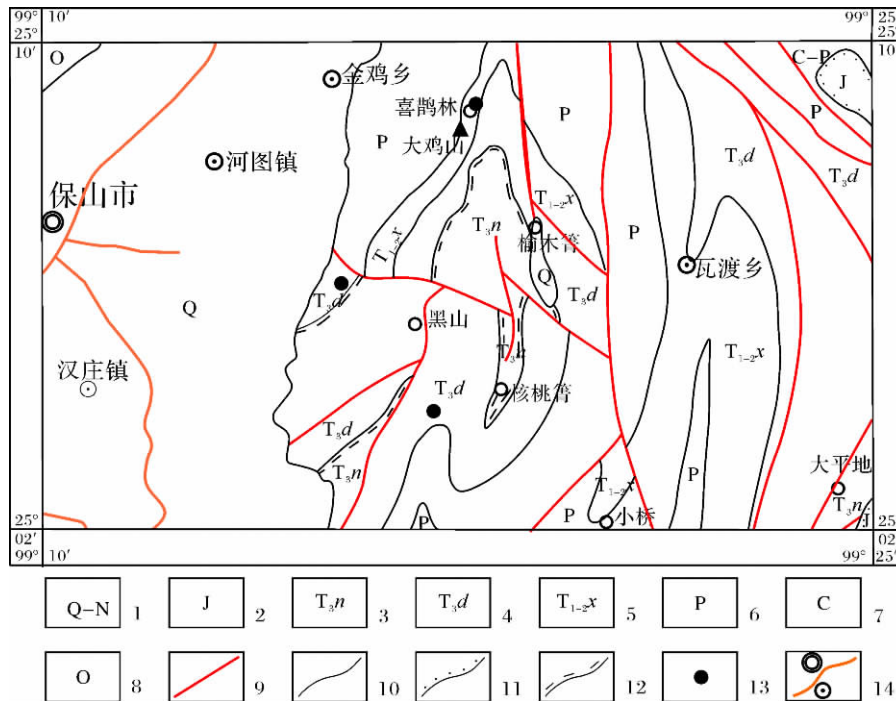 99° 10′
99° 25′
25° 10′
25° 10′
O
C-P
J
金鸡乡
P
喜鹊林
P
P
大鸡山
河图镇
T₃d
T₃d
保山市
T₁₋₂x
T₃n
榆木箐
P
T₁₋₂x
Q
瓦渡乡
T₃d
T₃d
Q
黑山
T₃n
T₁₋₂x
汉庄镇
核桃箐
T₃d
T₃d
大平地
T₃n
T₁₋₂x
P
T₃n
P
P
小桥
J
25° 02′
25° 02′
99° 10′
99° 25′
Q-N 1
J 2
T₃n 3
T₃d 4
T₁₋₂x 5
P 6
C 7
O 8
9
10
11
12
13
14